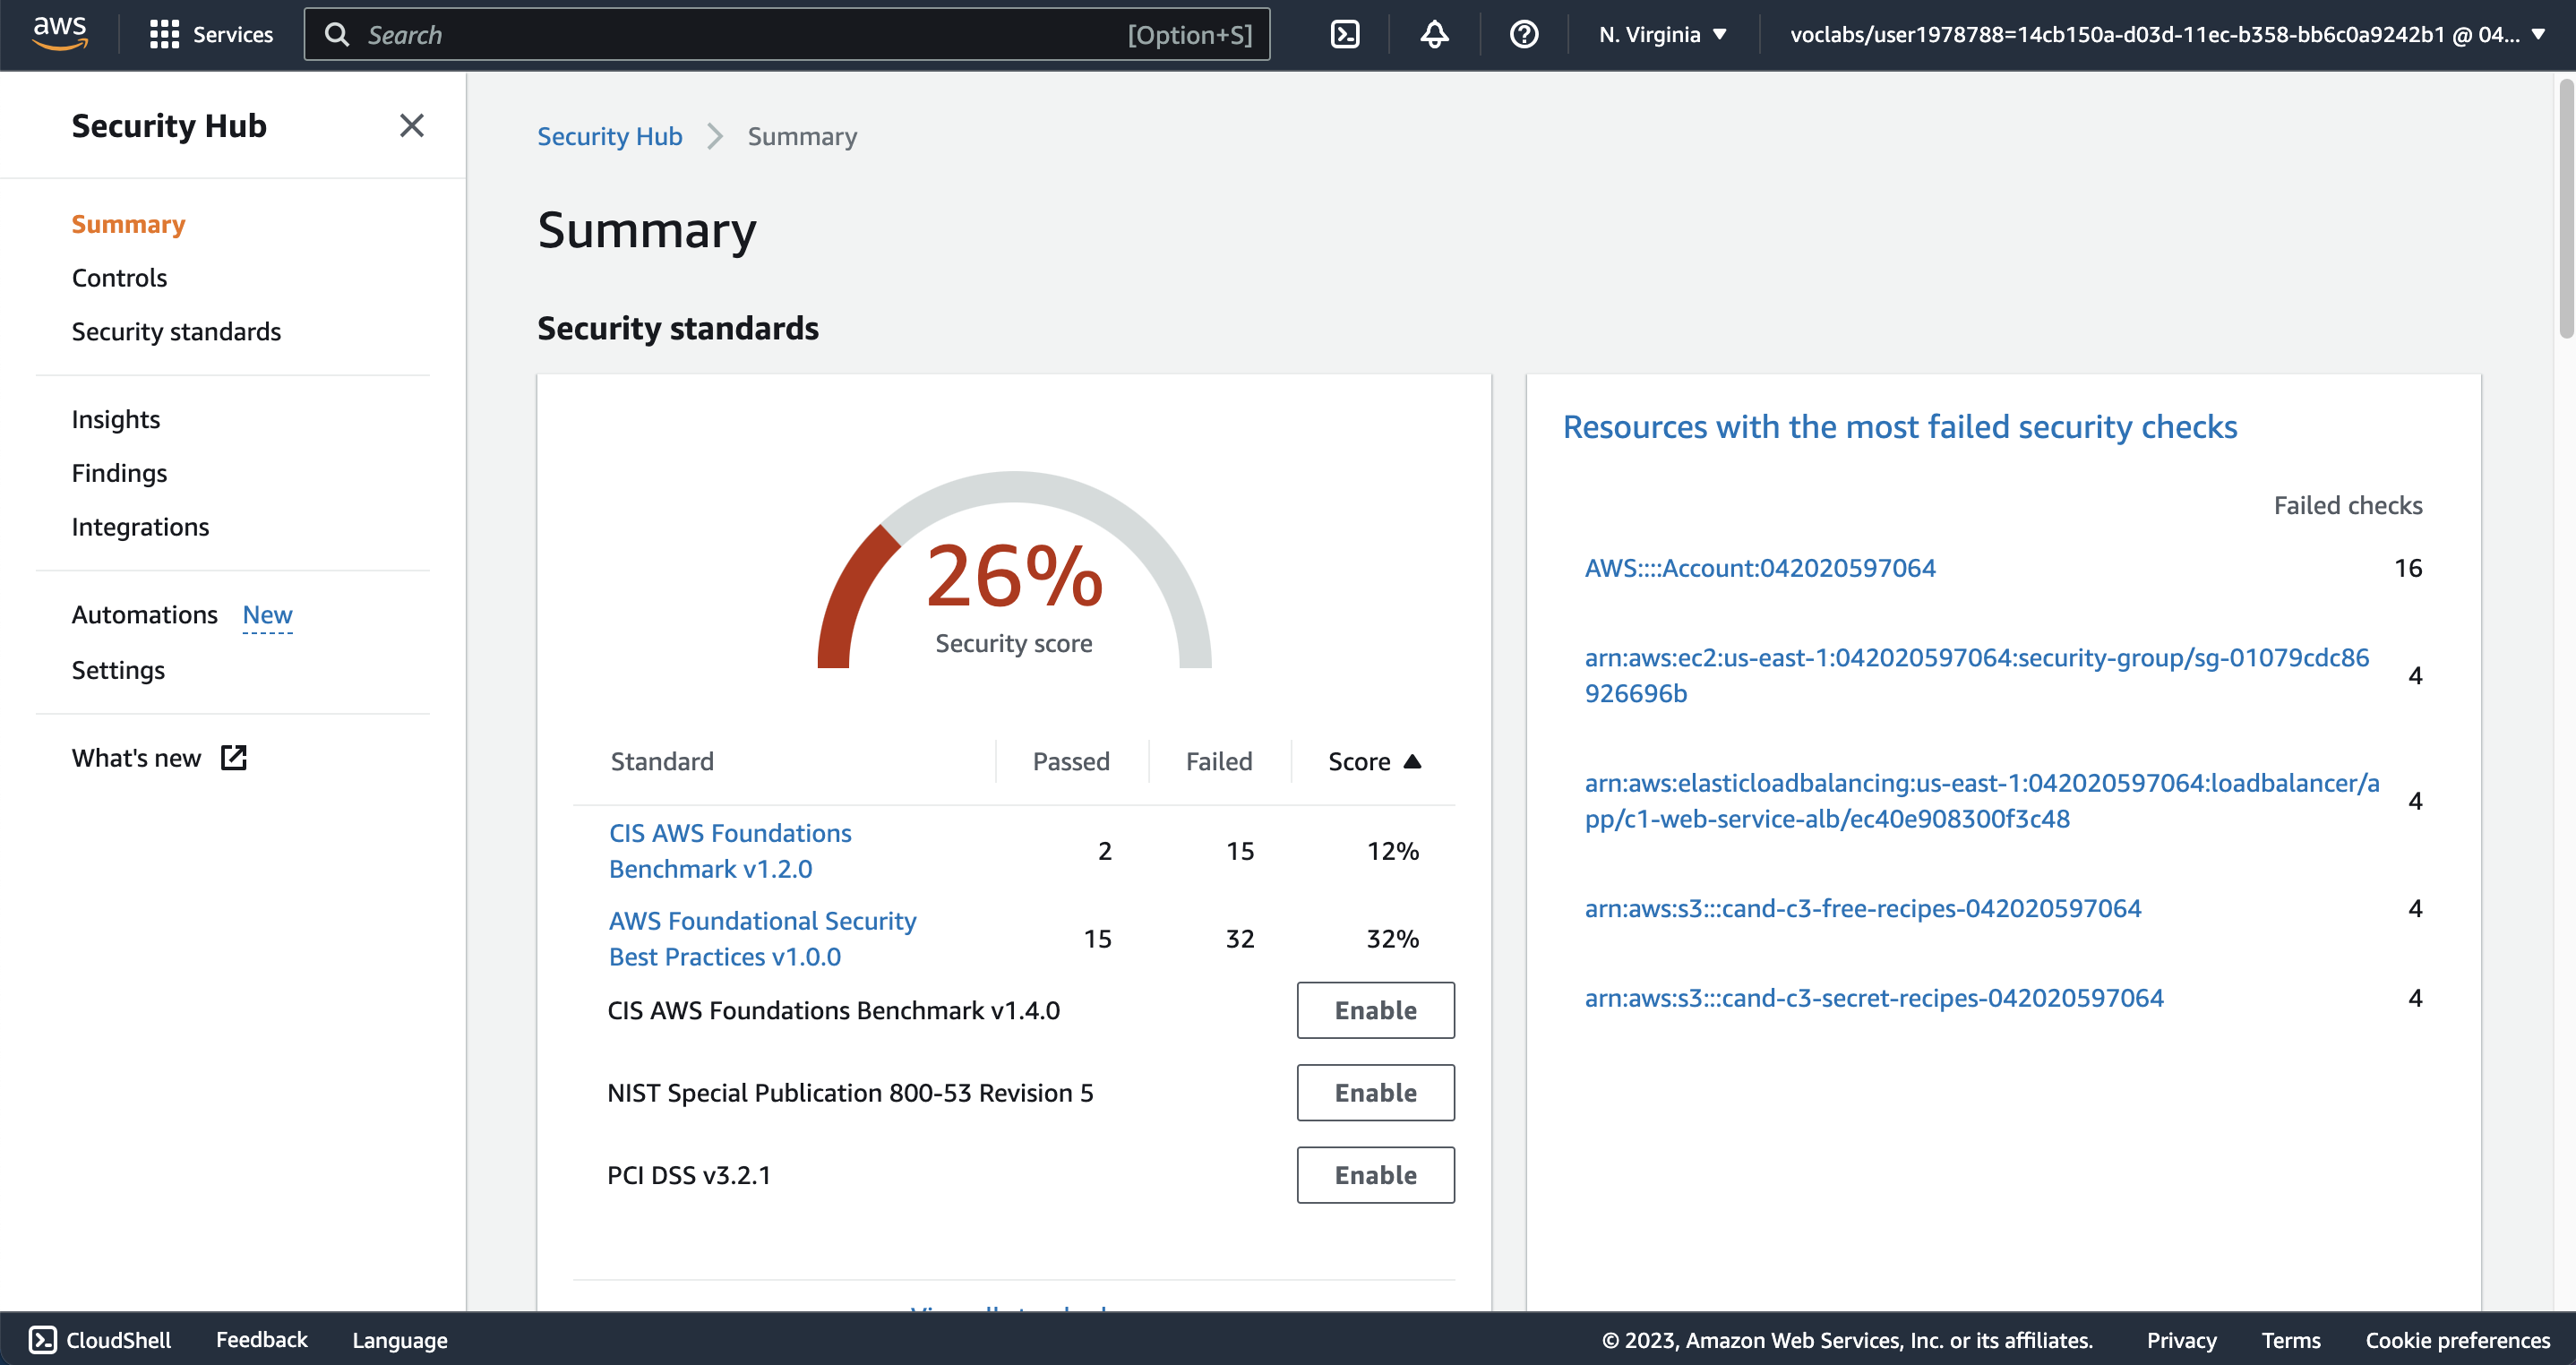 aws
Services
Search [Option+S]
N. Virginia
voclabs/user1978788=14cb150a-d03d-11ec-b358-bb6c0a9242b1 @ 04...
Security Hub
Summary
Controls
Security standards
Insights
Findings
Integrations
Automations New
Settings
What's new
Security Hub Summary
Summary
Security standards
26%
Security score
Standard Passed Failed Score
CIS AWS Foundations
Benchmark v1.2.0
2 15 12%
AWS Foundational Security
Best Practices v1.0.0
15 32 32%
CIS AWS Foundations Benchmark v1.4.0 Enable
NIST Special Publication 800-53 Revision 5 Enable
PCI DSS v3.2.1 Enable
Resources with the most failed security checks
Failed checks
AWS::::Account:042020597064 16
arn:aws:ec2:us-east-1:042020597064:security-group/sg-01079cdc86
926696b
4
arn:aws:elasticloadbalancing:us-east-1:042020597064:loadbalancer/a
pp/c1-web-service-alb/ec40e908300f3c48
4
arn:aws:s3:::cand-c3-free-recipes-042020597064 4
arn:aws:s3:::cand-c3-secret-recipes-042020597064 4
CloudShell Feedback Language
© 2023, Amazon Web Services, Inc. or its affiliates. Privacy Terms Cookie preferences